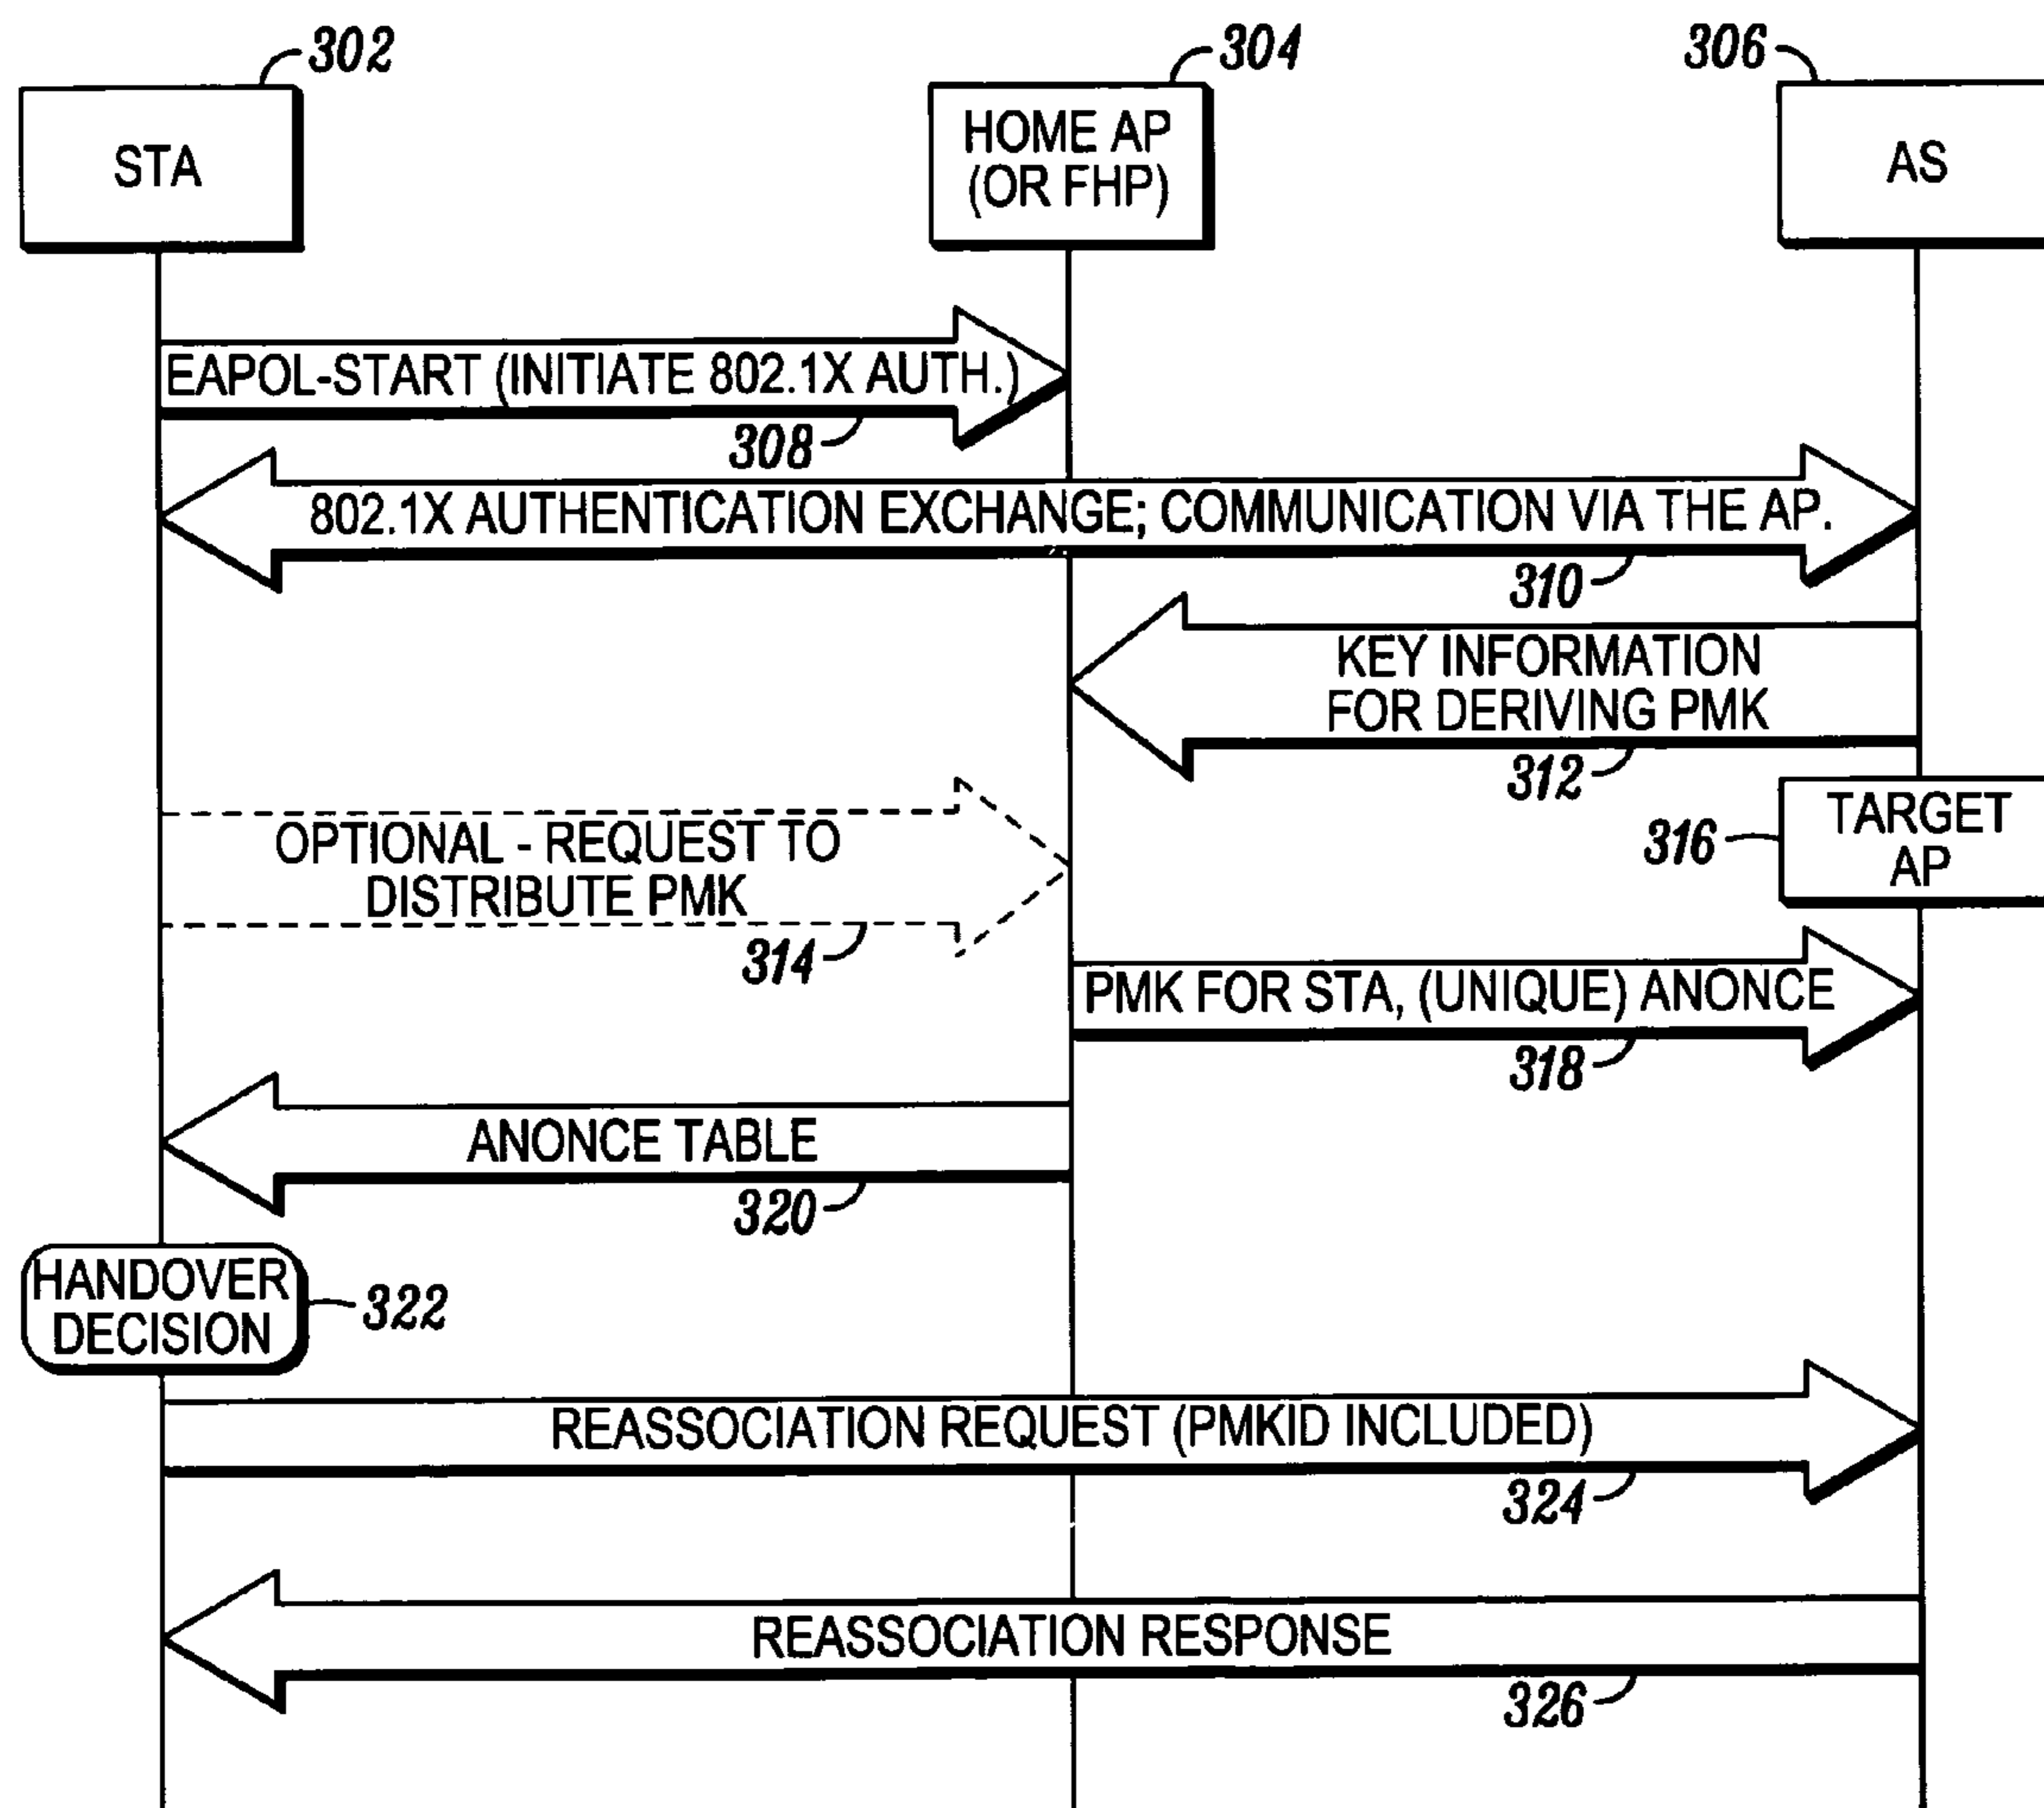 302
304
306
STA
HOME AP
(OR FHP)
AS
EAPOL-START (INITIATE 802.1X AUTH.)
308
802.1X AUTHENTICATION EXCHANGE; COMMUNICATION VIA THE AP.
310
KEY INFORMATION
FOR DERIVING PMK
312
OPTIONAL - REQUEST TO
DISTRIBUTE PMK
314
316
TARGET
AP
PMK FOR STA, (UNIQUE) ANONCE
318
ANONCE TABLE
320
HANDOVER
DECISION
322
REASSOCIATION REQUEST (PMKID INCLUDED)
324
REASSOCIATION RESPONSE
326